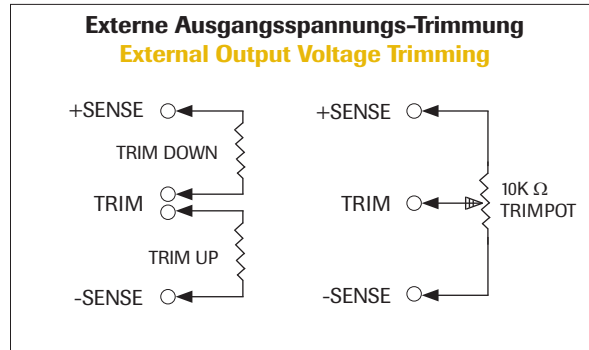 Externe Ausgangsspannungs-Trimmung
External Output Voltage Trimming
+SENSE
TRIM DOWN
TRIM
TRIM UP
-SENSE
+SENSE
10K Ω
TRIM
TRIMPOT
-SENSE